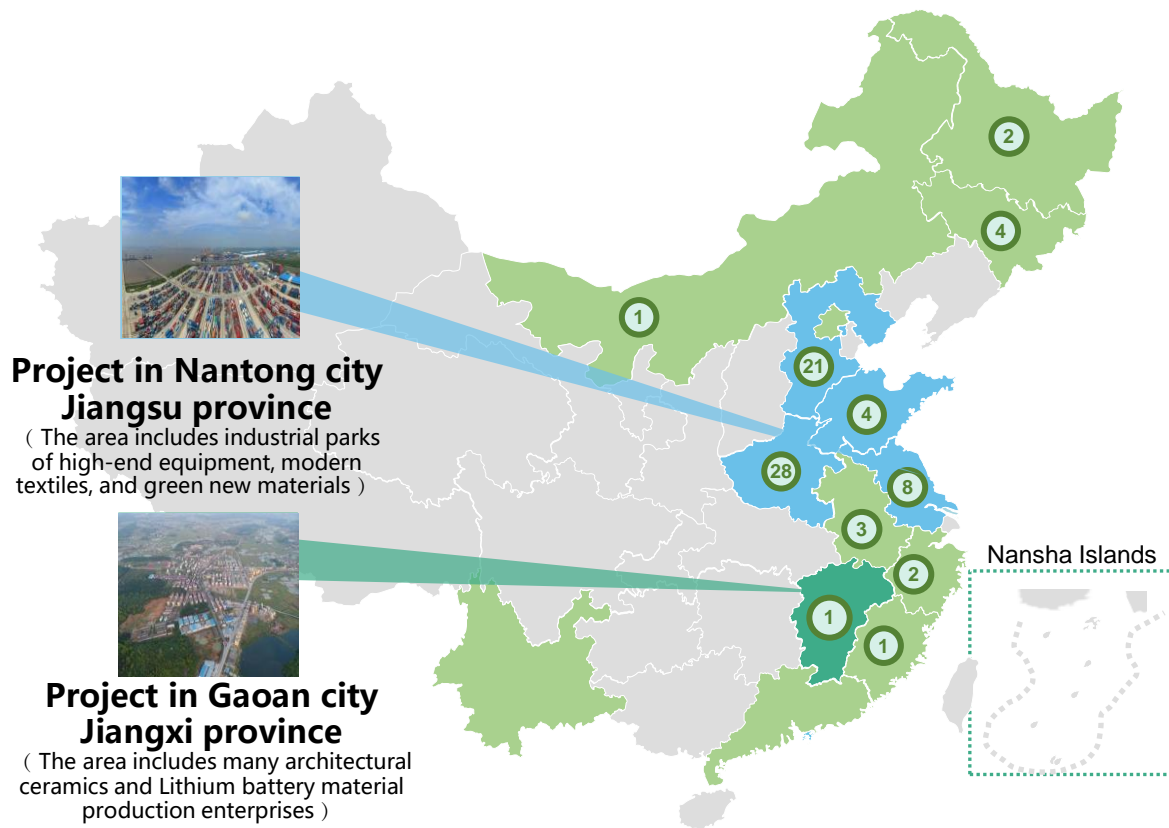 2
4
1
21
4
28
8
3
2
1
1
Project in Nantong city
Jiangsu province
（ The area includes industrial parks
of high-end equipment, modern
textiles, and green new materials ）
Project in Gaoan city
Jiangxi province
（ The area includes many architectural
ceramics and Lithium battery material
production enterprises ）
Nansha Islands